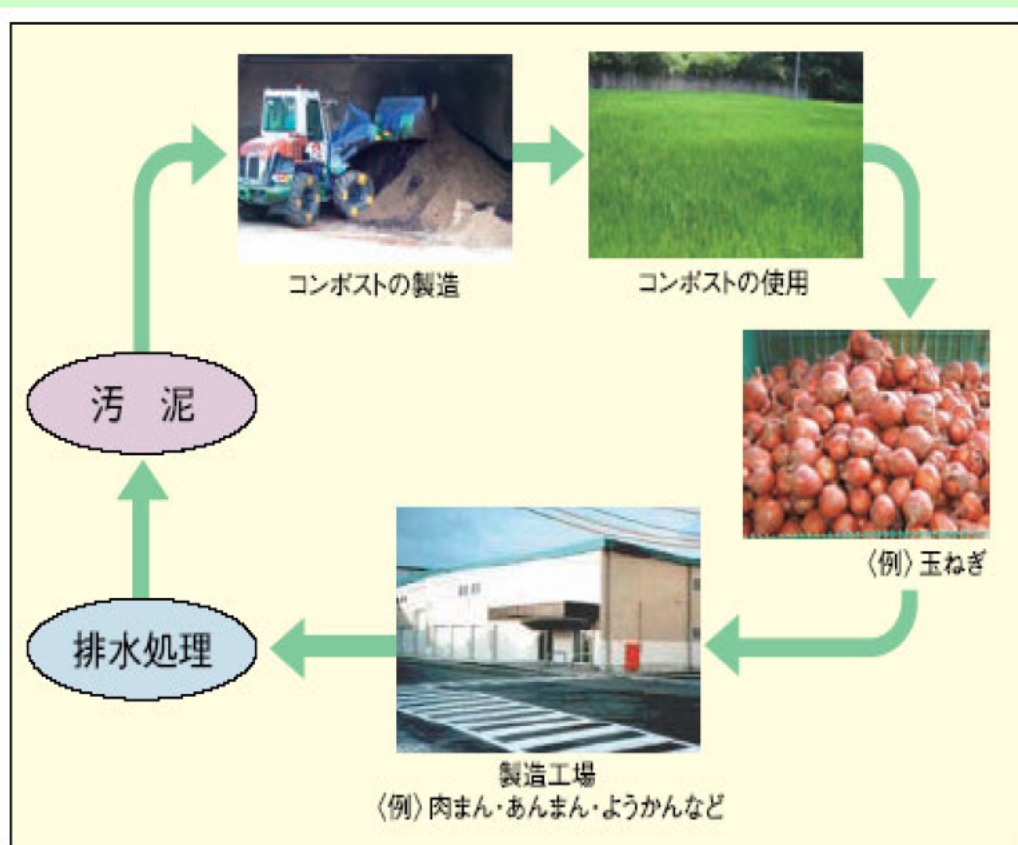 コンポストの製造
コンポストの使用
汚 泥
〈例〉玉ねぎ
排水処理
製造工場
〈例〉肉まん・あんまん・ようかんなど